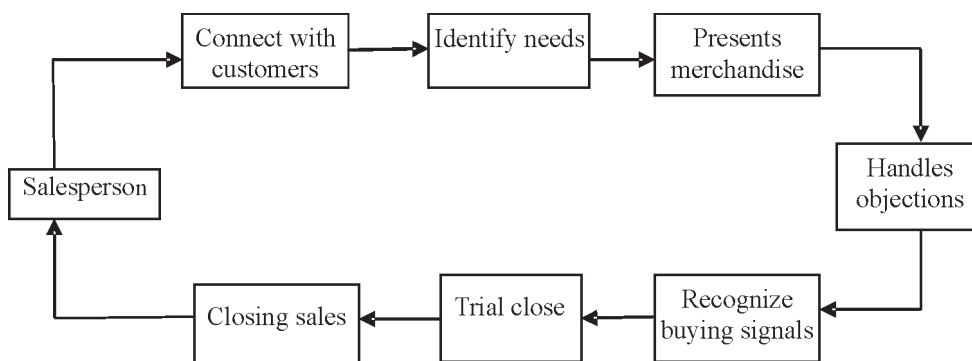 Connect with
customers
Identify needs
Presents
merchandise
Salesperson
Handles
objections
Closing sales
Trial close
Recognize
buying signals